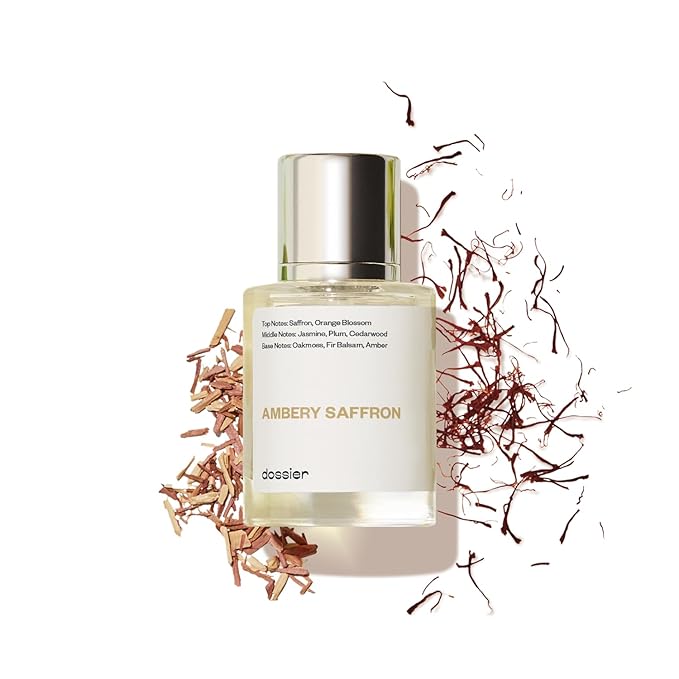 Top Notes: Saffron, Orange Blossom
Middle Notes: Jasmine, Plum, Cedarwood
Base Notes: Oakmoss, Fir Balsam, Amber
AMBERY SAFFRON
dossier